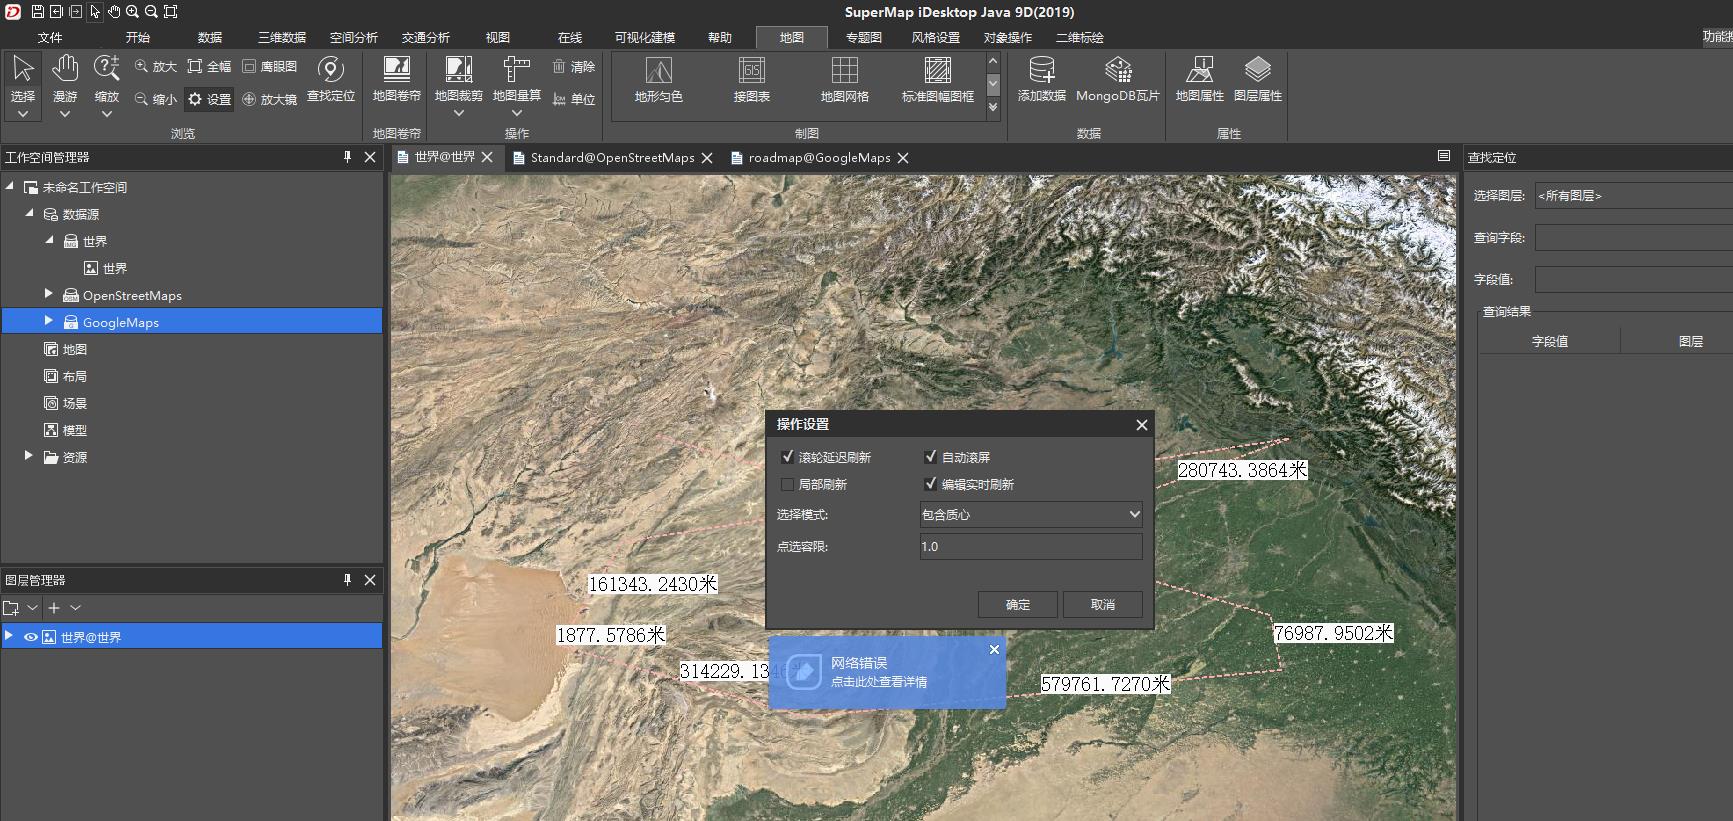 SuperMap iDesktop Java 9D(2019)
文件 开始 数据 三维数据 空间分析 交通分析 视图 在线 可视化建模 帮助 地图 专题图 风格设置 对象操作 二维标绘
选择 漫游 缩放 放大 全幅 鹰眼图 缩小 设置 放大镜 查找定位 地图卷帘 地图裁剪 地图量算 清除 单位 地形匀色 接图表 地图网格 标准图幅图框 添加数据 MongoDB瓦片 地图属性 图层属性
浏览 地图卷帘 操作 制图 数据 属性
工作空间管理器
未命名工作空间
数据源
世界
世界
OpenStreetMaps
GoogleMaps
地图
布局
场景
模型
资源
图层管理器
世界@世界
世界@世界 Standard@OpenStreetMaps roadmap@GoogleMaps
280743.3864米
161343.2430米
1877.5786米
76987.9502米
314229.13
579761.7270米
操作设置
滚轮延迟刷新 自动滚屏
局部刷新 编辑实时刷新
选择模式: 包含质心
点选容限: 1.0
确定 取消
网络错误
点击此处查看详情
查找定位
选择图层: <所有图层>
查询字段:
字段值:
查询结果
字段值 图层